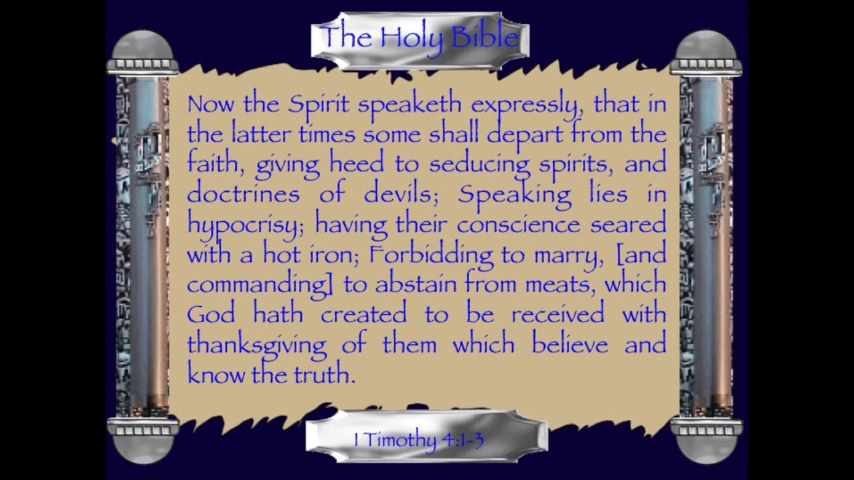 The Holy Bible
Now the Spirit speaketh expressly, that in
the latter times some shall depart from the
faith, giving heed to seducing spirits, and
doctrines of devils; Speaking lies in
hypocrisy; having their conscience seared
with a hot iron; Forbidding to marry, [and
commanding] to abstain from meats, which
God hath created to be received with
thanksgiving of them which believe and
know the truth.
1 Timothy 4:1-3